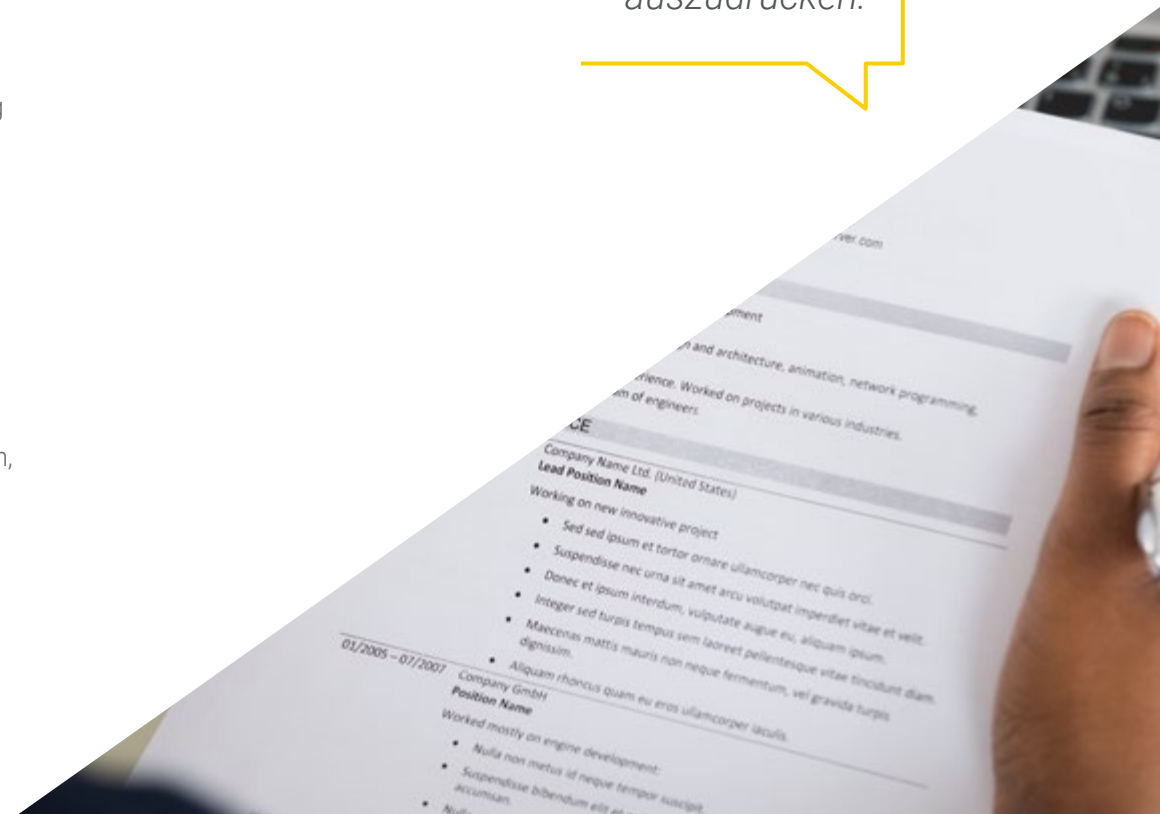 auszudrücken.
g
n,
ver.com
pment
n and architecture, animation, network programming,
rience. Worked on projects in various industries.
m of engineers
CE
Company Name Ltd. (United States)
Lead Position Name
Working on new innovative project
• Sed sed ipsum et tortor ornare ullamcorper nec quis orci.
• Suspendisse nec urna sit amet arcu volutpat imperdiet vitae et velit.
• Donec et ipsum interdum, vulputate augue eu, aliquam ipsum.
• Integer sed turpis tempus sem laoreet pellentesque vitae tincidunt diam.
• Maecenas mattis mauris non neque fermentum, vel gravida turpis
dignissim.
• Aliquam rhoncus quam eu eros ullamcorper iaculis.
01/2005 – 07/2007
Company GmbH
Position Name
Worked mostly on engine development:
• Nulla non metus id neque tempor suscipit
• Suspendisse bibendum elit
accumsan.